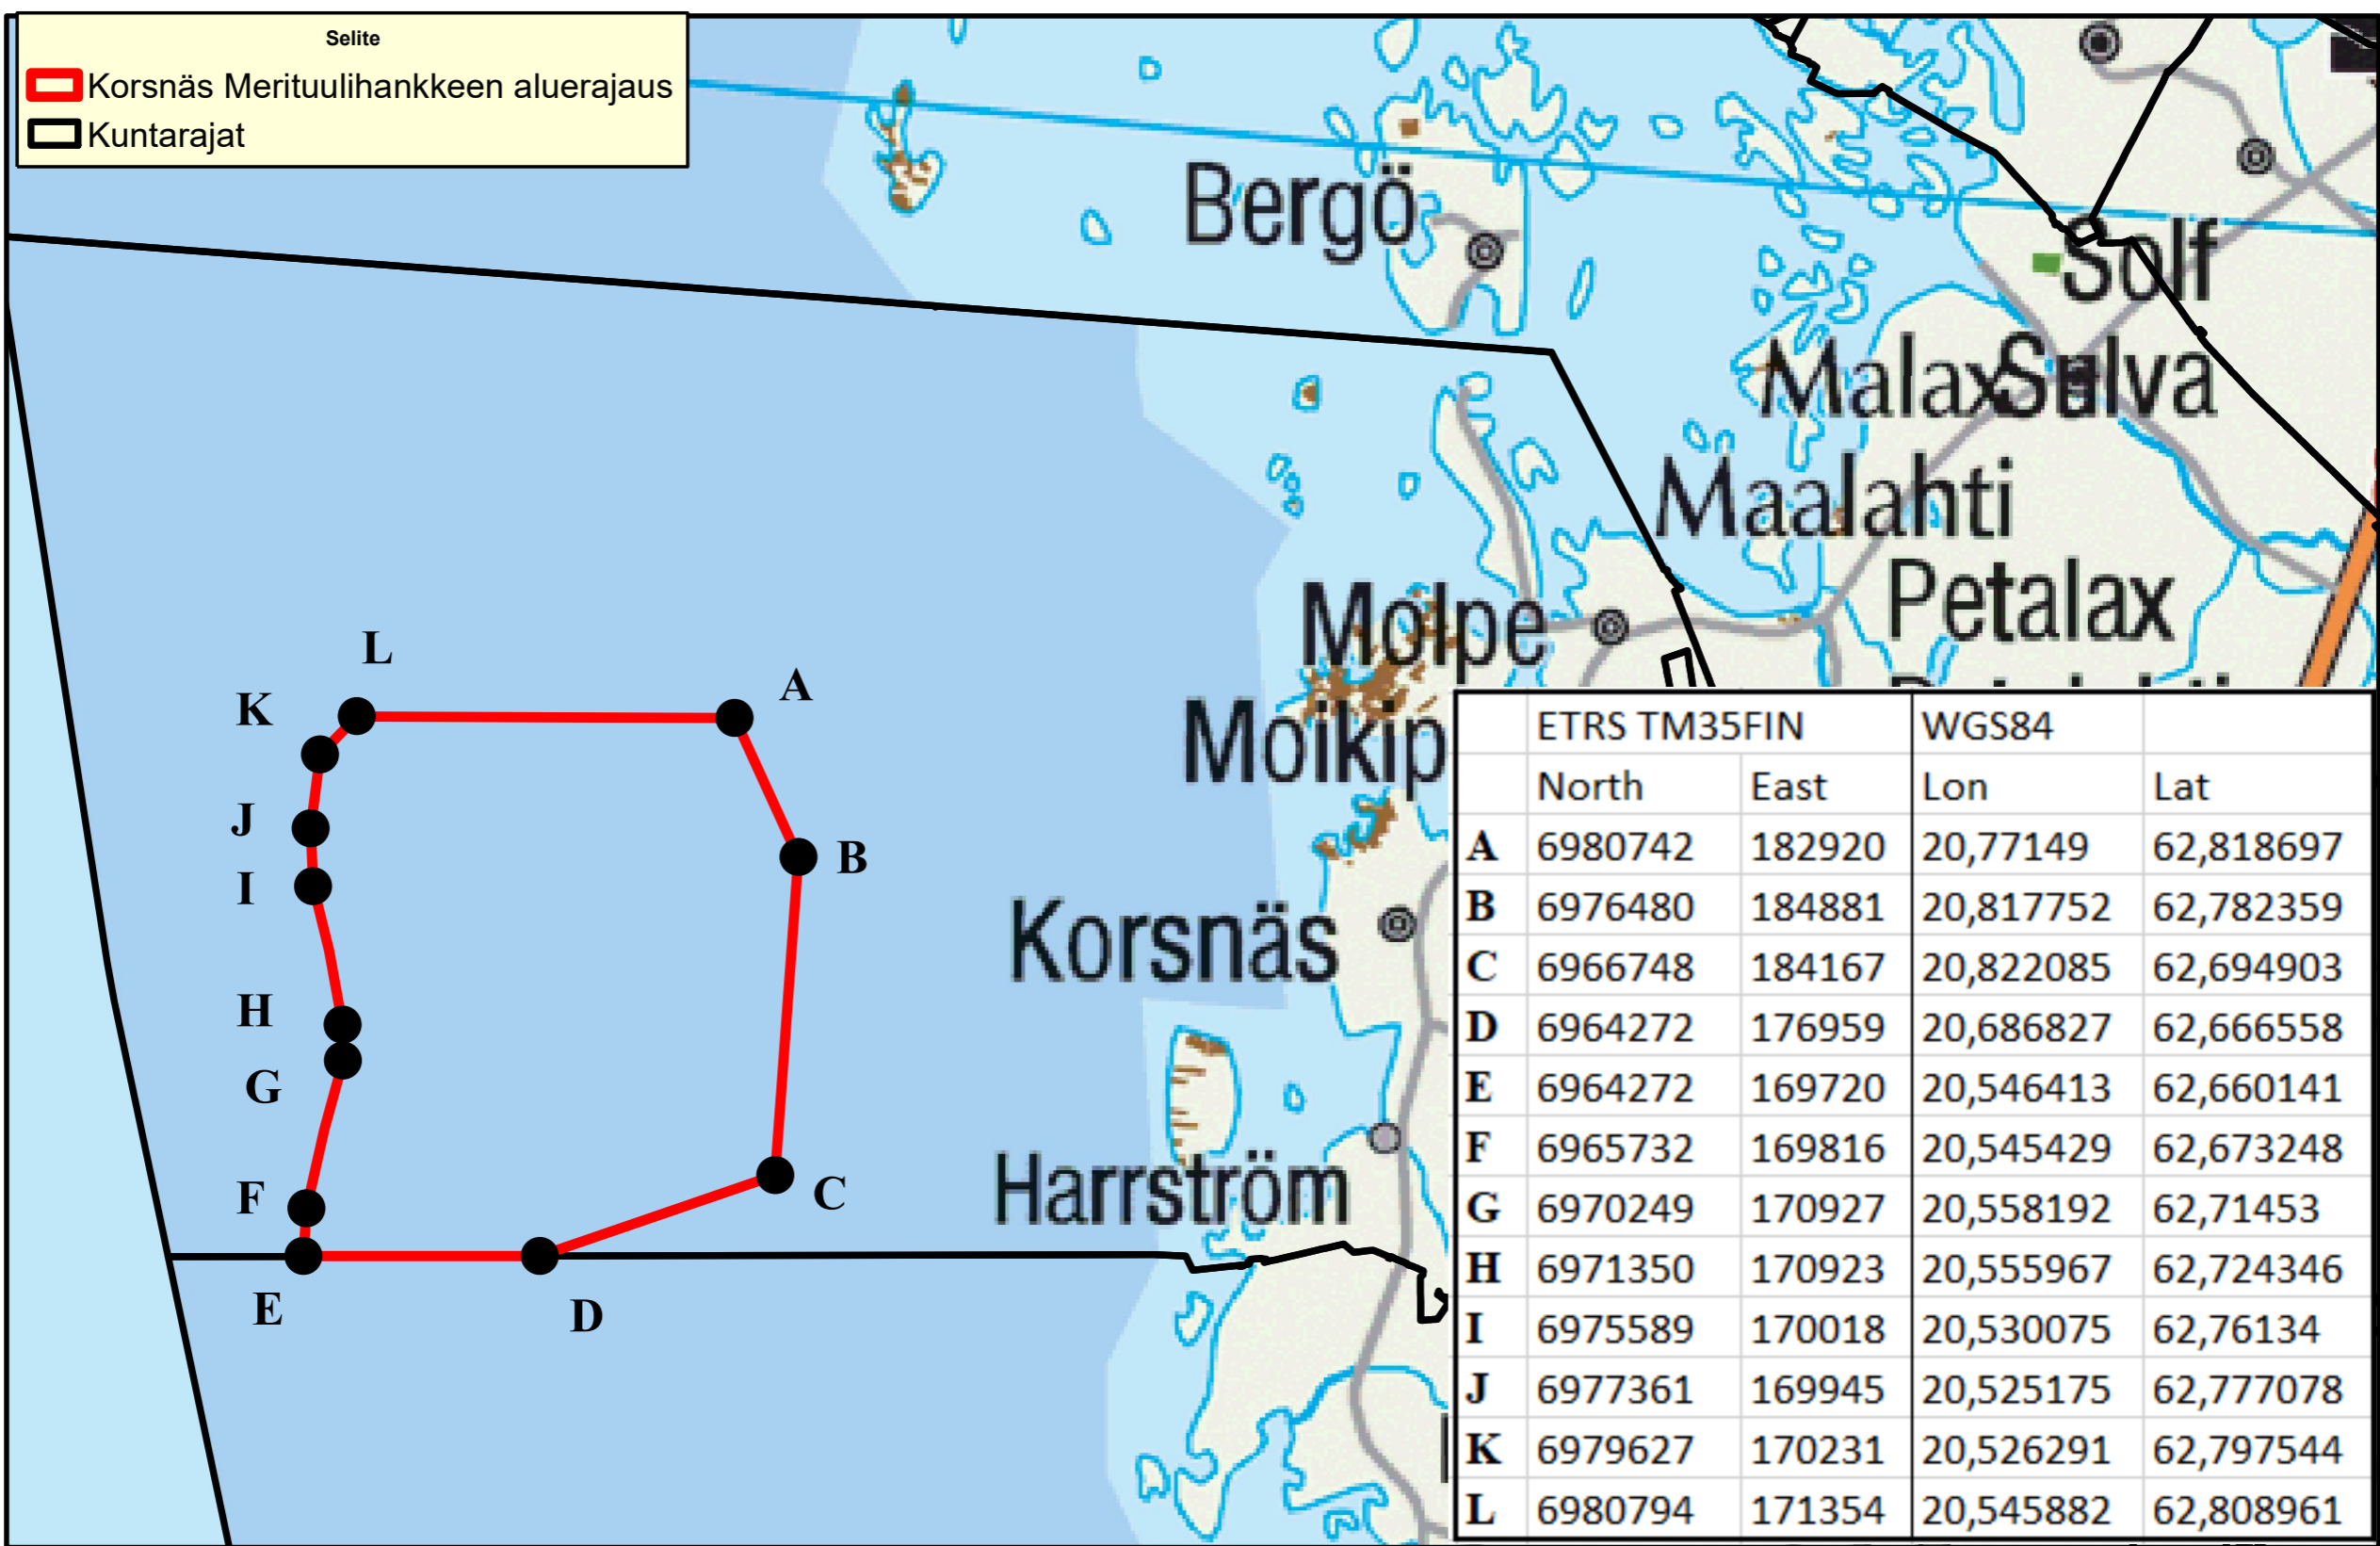 Selite
Korsnäs Merituulihankkeen aluerajaus
Kuntarajat
Bergö
Solf
Malax
Sulva
Maalahti
Petalax
Molpe
Moikip
Korsnäs
Harrström
L
A
K
J
B
I
H
G
F
C
E
D
ETRS TM35FIN WGS84
North East Lon Lat
A 6980742 182920 20,77149 62,818697
B 6976480 184881 20,817752 62,782359
C 6966748 184167 20,822085 62,694903
D 6964272 176959 20,686827 62,666558
E 6964272 169720 20,546413 62,660141
F 6965732 169816 20,545429 62,673248
G 6970249 170927 20,558192 62,71453
H 6971350 170923 20,555967 62,724346
I 6975589 170018 20,530075 62,76134
J 6977361 169945 20,525175 62,777078
K 6979627 170231 20,526291 62,797544
L 6980794 171354 20,545882 62,808961